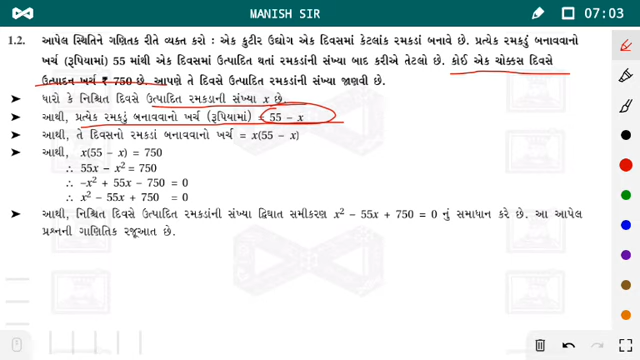 MANISH SIR
07:03
1.2. આપેલ સ્થિતિને ગણિતક રીતે વ્યક્ત કરો : એક કુટીર ઉદ્યોગ એક દિવસમાં કેટલાંક રમકડાં બનાવે છે. પ્રત્યેક રમકડું બનાવવાનો
ખર્ચ (રૂપિયામાં) 55 માંથી એક દિવસમાં ઉત્પાદિત થતાં રમકડાંની સંખ્યા બાદ કરીએ તેટલો છે. કોઈ એક ચોક્કસ દિવસે
ઉત્પાદન ખર્ચ ₹ 750 છે. આપણે તે દિવસે ઉત્પાદિત રમકડાંની સંખ્યા જાણવી છે.
➤ ધારો કે નિશ્ચિત દિવસે ઉત્પાદિત રમકડાની સંખ્યા x છે.
➤ આથી, પ્રત્યેક રમકડું બનાવવાનો ખર્ચ (રૂપિયામાં) = 55 − x
➤ આથી, તે દિવસનો રમકડાં બનાવવાનો ખર્ચ = x(55 − x)
➤ આથી, x(55 − x) = 750
∴ 55x − x² = 750
∴ −x² + 55x − 750 = 0
∴ x² − 55x + 750 = 0
➤ આથી, નિશ્ચિત દિવસે ઉત્પાદિત રમકડાંની સંખ્યા દ્વિઘાત સમીકરણ x² − 55x + 750 = 0 નું સમાધાન કરે છે. આ આપેલ
પ્રશ્નની ગાણિતિક રજૂઆત છે.